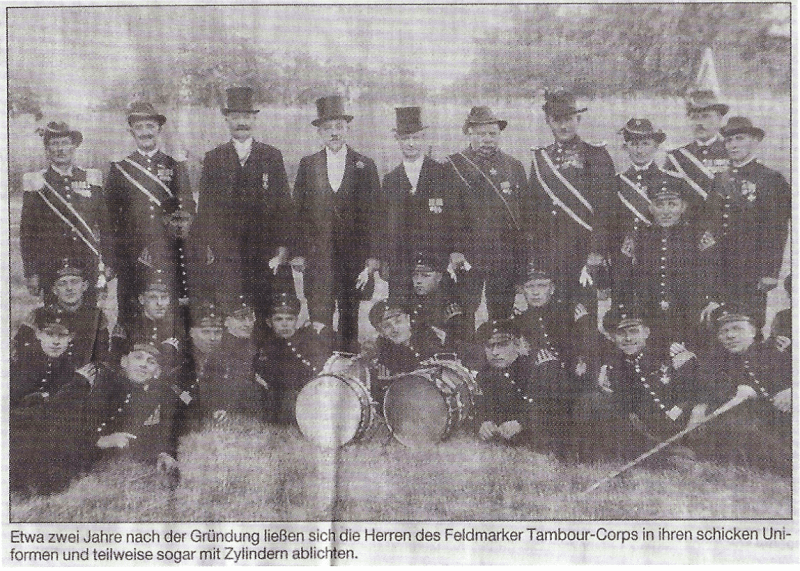 Etwa zwei Jahre nach der Gründung ließen sich die Herren des Feldmarker Tambour-Corps in ihren schicken Uni-
formen und teilweise sogar mit Zylindern ablichten.